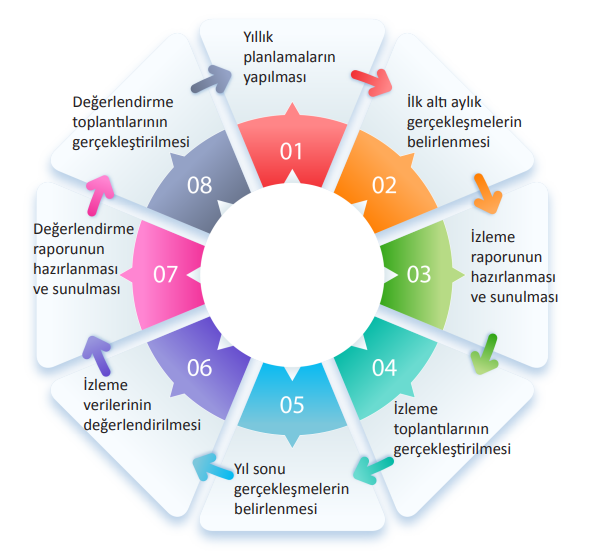 Yıllık
planlamaların
yapılması
01
İlk altı aylık
gerçekleşmelerin
belirlenmesi
02
İzleme
raporunun
hazırlanması
ve sunulması
03
İzleme
toplantılarının
gerçekleştirilmesi
04
Yıl sonu
gerçekleşmelerin
belirlenmesi
05
İzleme
verilerinin
değerlendirilmesi
06
Değerlendirme
raporunun
hazırlanması
ve sunulması
07
Değerlendirme
toplantılarının
gerçekleştirilmesi
08